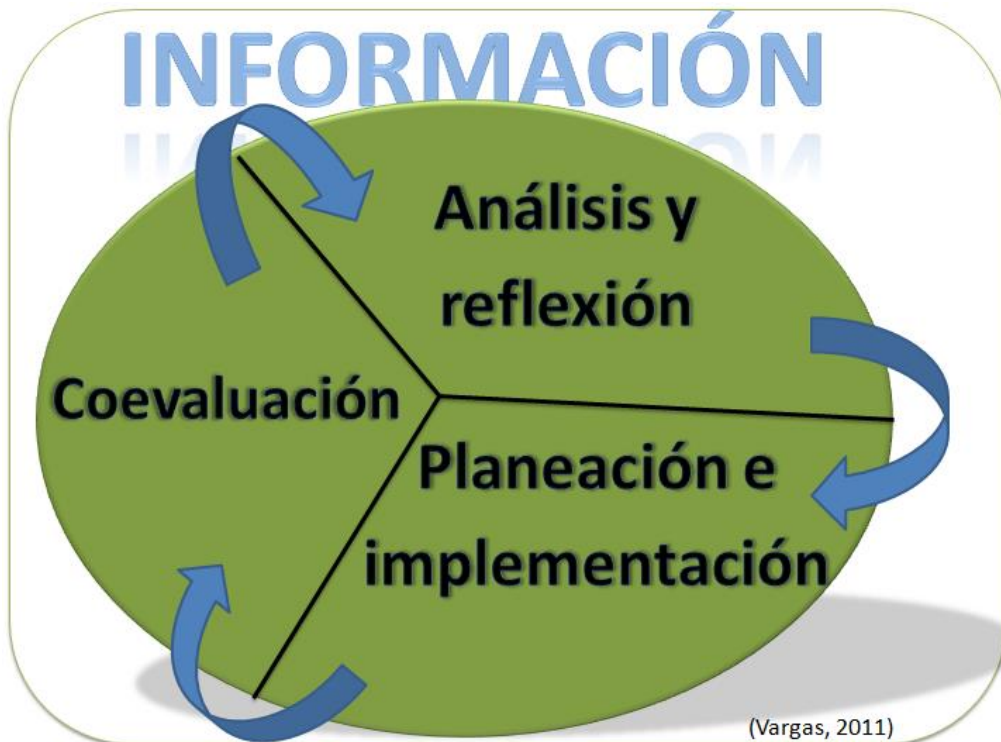 INFORMACIÓN
Análisis y
reflexión
Coevaluación
Planeación e
implementación
(Vargas, 2011)